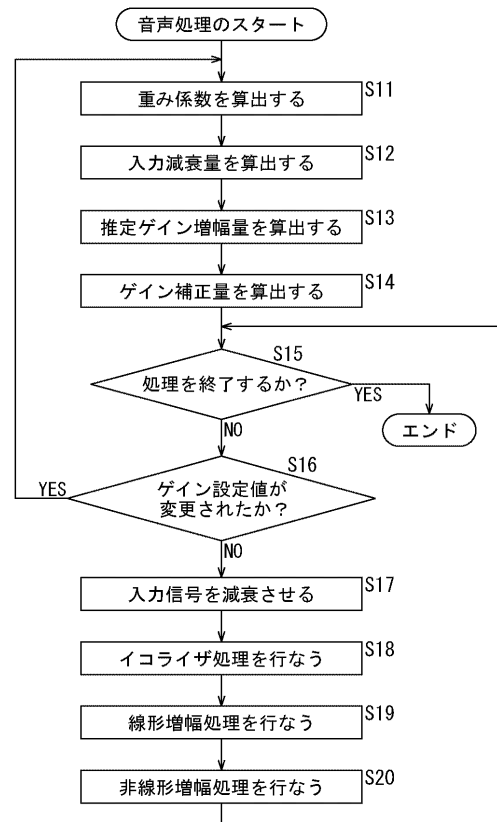 音声処理のスタート
重み係数を算出する
S11
入力減衰量を算出する
S12
推定ゲイン増幅量を算出する
S13
ゲイン補正量を算出する
S14
S15
処理を終了するか？
YES
エンド
NO
S16
YES
ゲイン設定値が
変更されたか？
NO
入力信号を減衰させる
S17
イコライザ処理を行なう
S18
線形増幅処理を行なう
S19
非線形増幅処理を行なう
S20